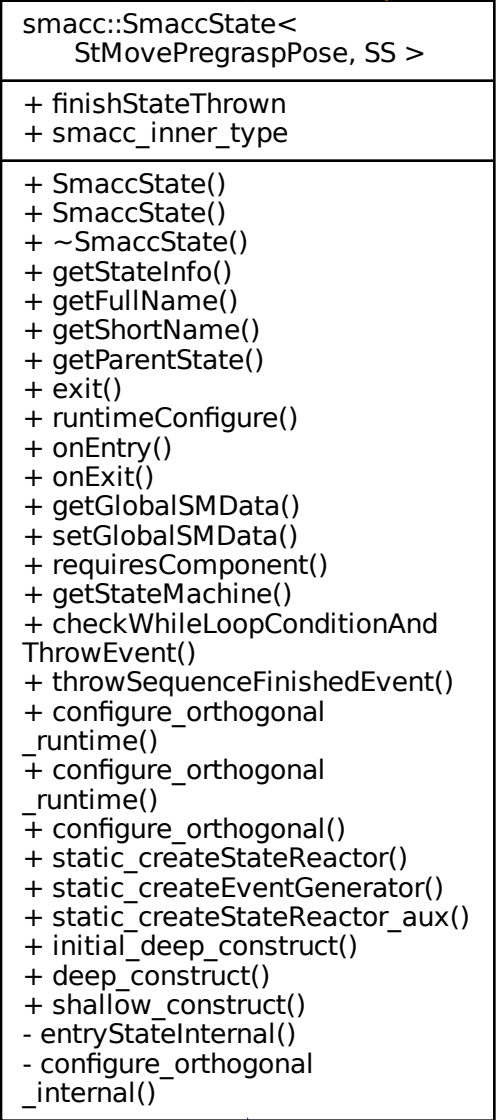 smacc::SmaccState<
StMovePregraspPose, SS >
+ finishStateThrown
+ smacc_inner_type
+ SmaccState()
+ SmaccState()
+ ~SmaccState()
+ getStateInfo()
+ getFullName()
+ getShortName()
+ getParentState()
+ exit()
+ runtimeConfigure()
+ onEntry()
+ onExit()
+ getGlobalSMData()
+ setGlobalSMData()
+ requiresComponent()
+ getStateMachine()
+ checkWhileLoopConditionAnd
ThrowEvent()
+ throwSequenceFinishedEvent()
+ configure_orthogonal
_runtime()
+ configure_orthogonal
_runtime()
+ configure_orthogonal()
+ static_createStateReactor()
+ static_createEventGenerator()
+ static_createStateReactor_aux()
+ initial_deep_construct()
+ deep_construct()
+ shallow_construct()
- entryStateInternal()
- configure_orthogonal
_internal()